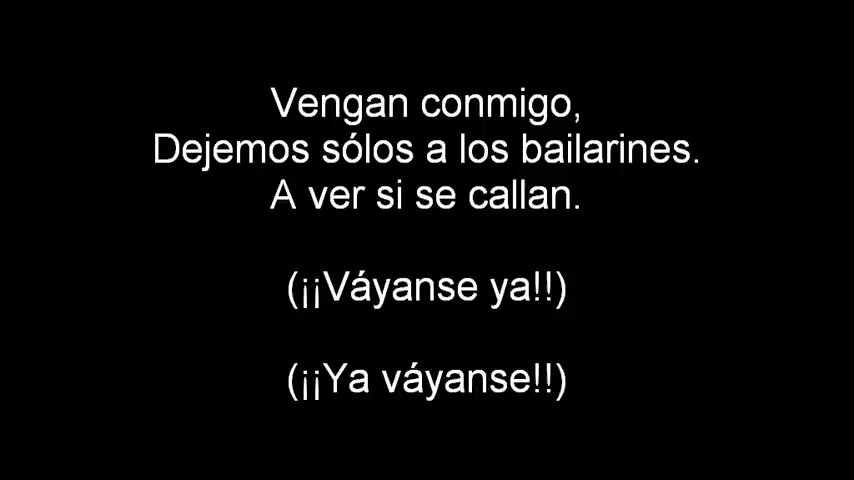 Vengan conmigo,
Dejemos sólos a los bailarines.
A ver si se callan.
(¡¡Váyanse ya!!)
(¡¡Ya váyanse!!)